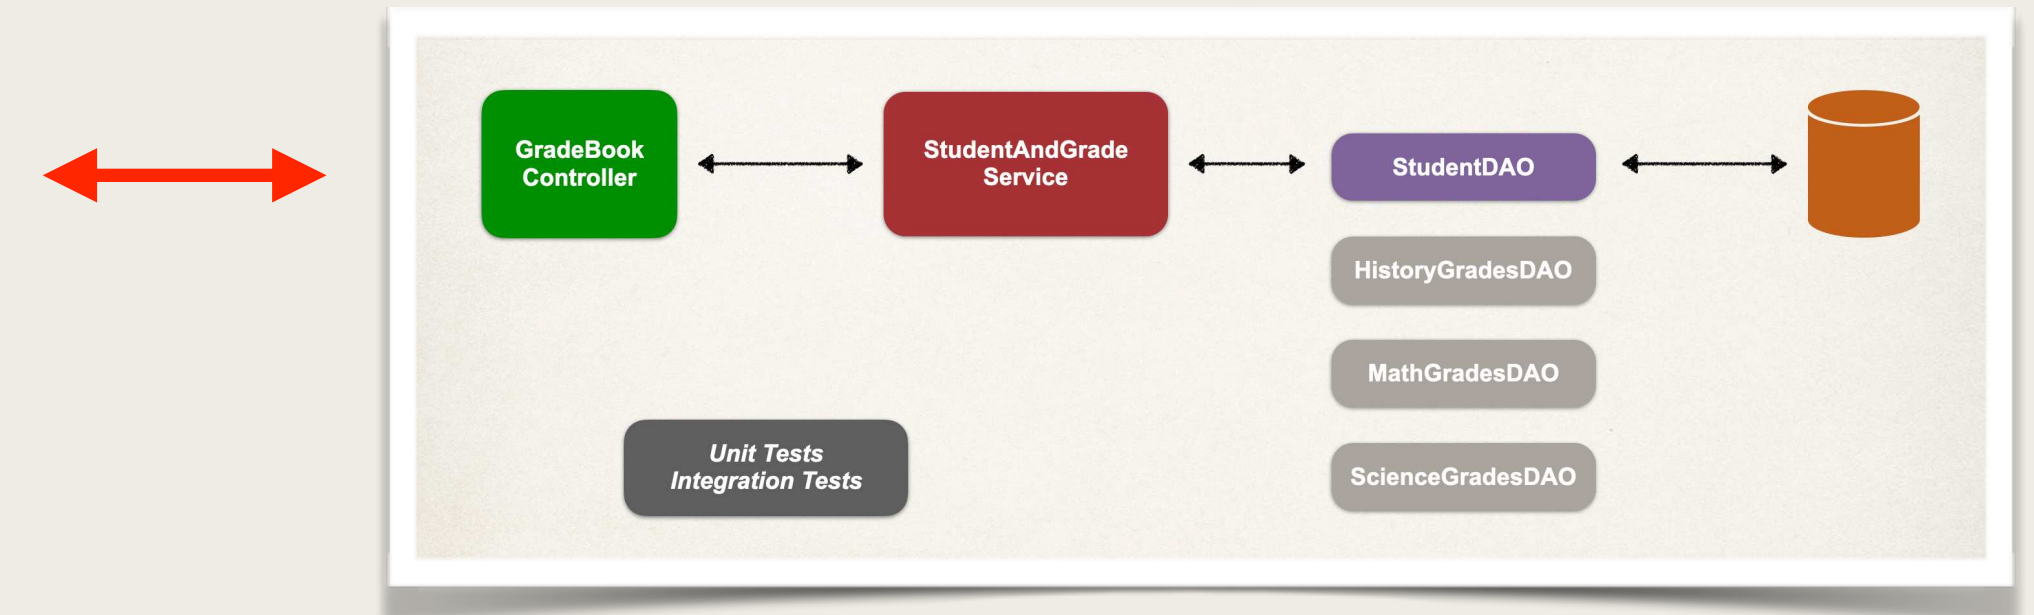 GradeBook
Controller
StudentAndGrade
Service
StudentDAO
HistoryGradesDAO
MathGradesDAO
ScienceGradesDAO
Unit Tests
Integration Tests